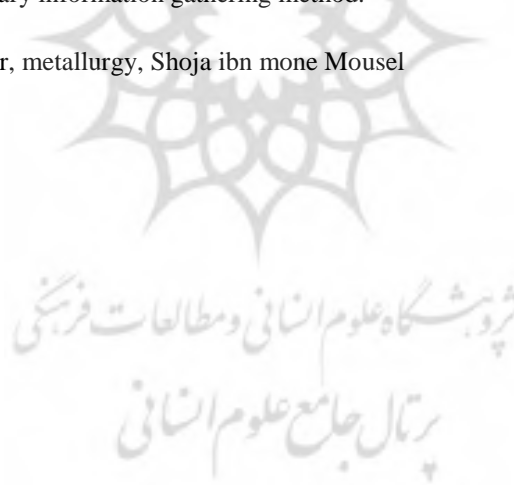 ary information gathering method.
r, metallurgy, Shoja ibn mone Mousel
پژوهشگاه علوم انسانی و مطالعات فرهنگی
پرتال جامع علوم انسانی